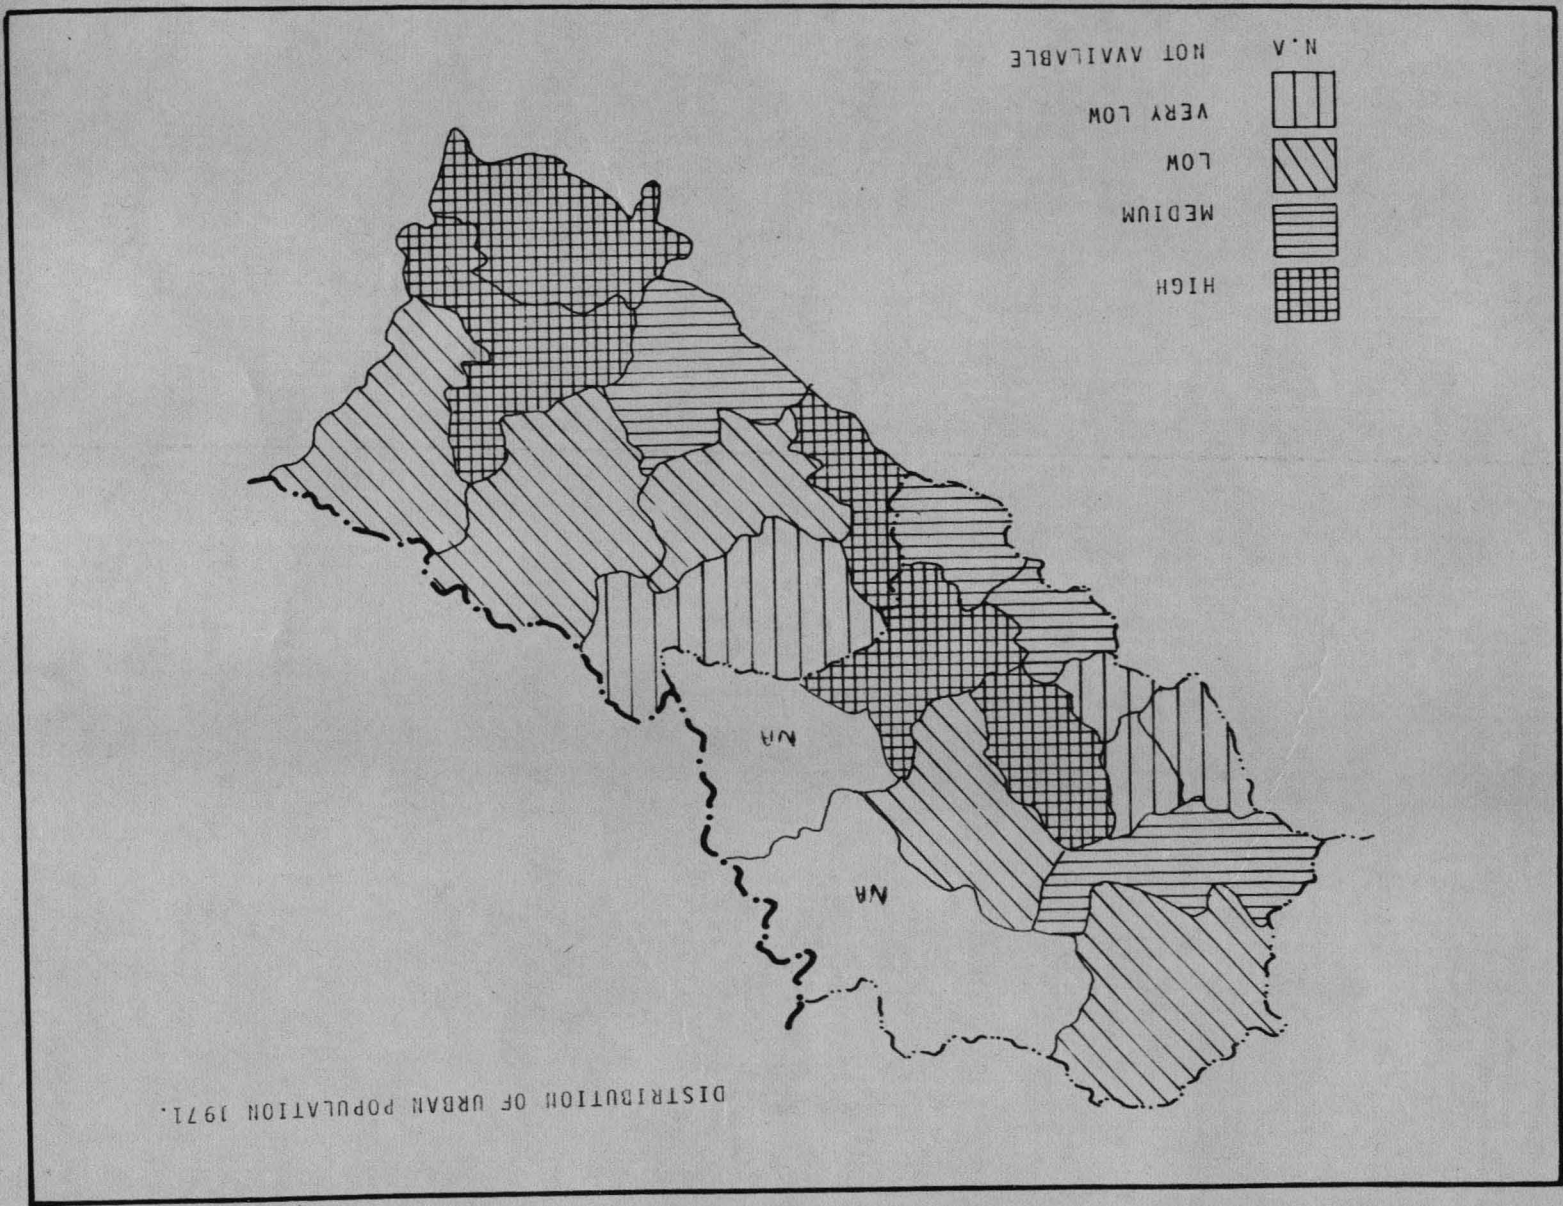 DISTRIBUTION OF URBAN POPULATION 1971.
NA
NA
HIGH
MEDIUM
LOW
VERY LOW
N.A NOT AVAILABLE